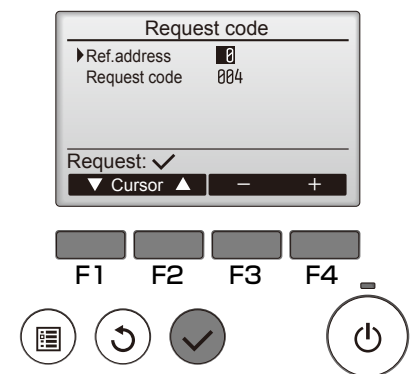 Request code
Ref.address 0
Request code 004
Request: ✓
▼ Cursor ▲ − +
F1 F2 F3 F4